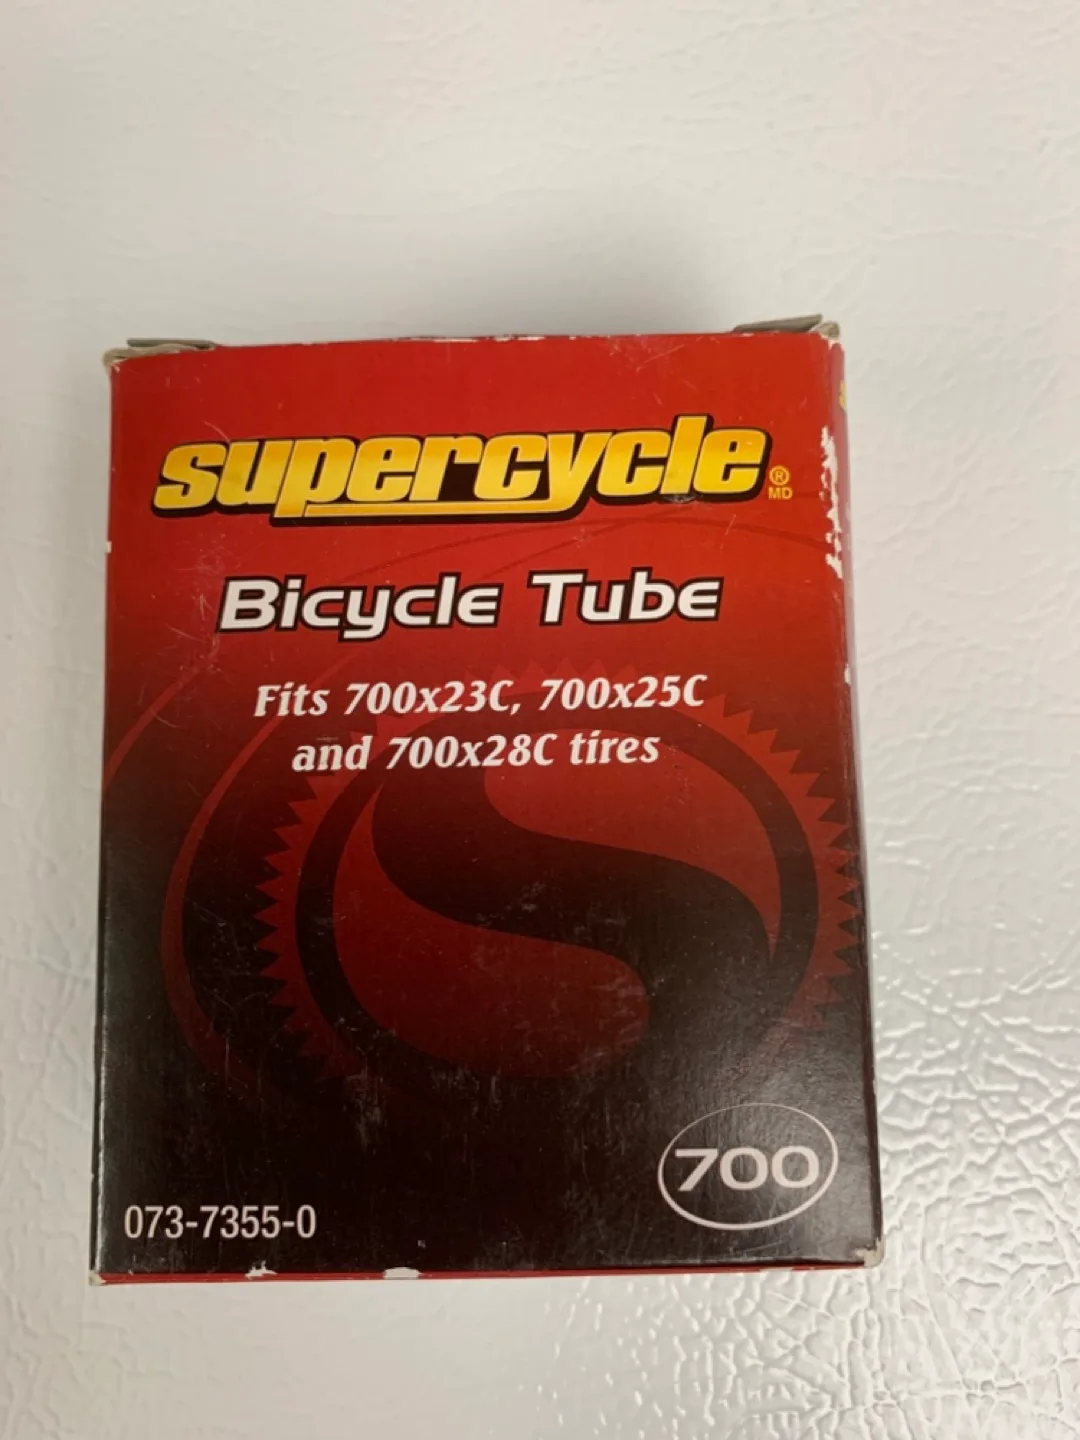 supercycle
® MD
Bicycle Tube
Fits 700x23C, 700x25C
and 700x28C tires
700
073-7355-0